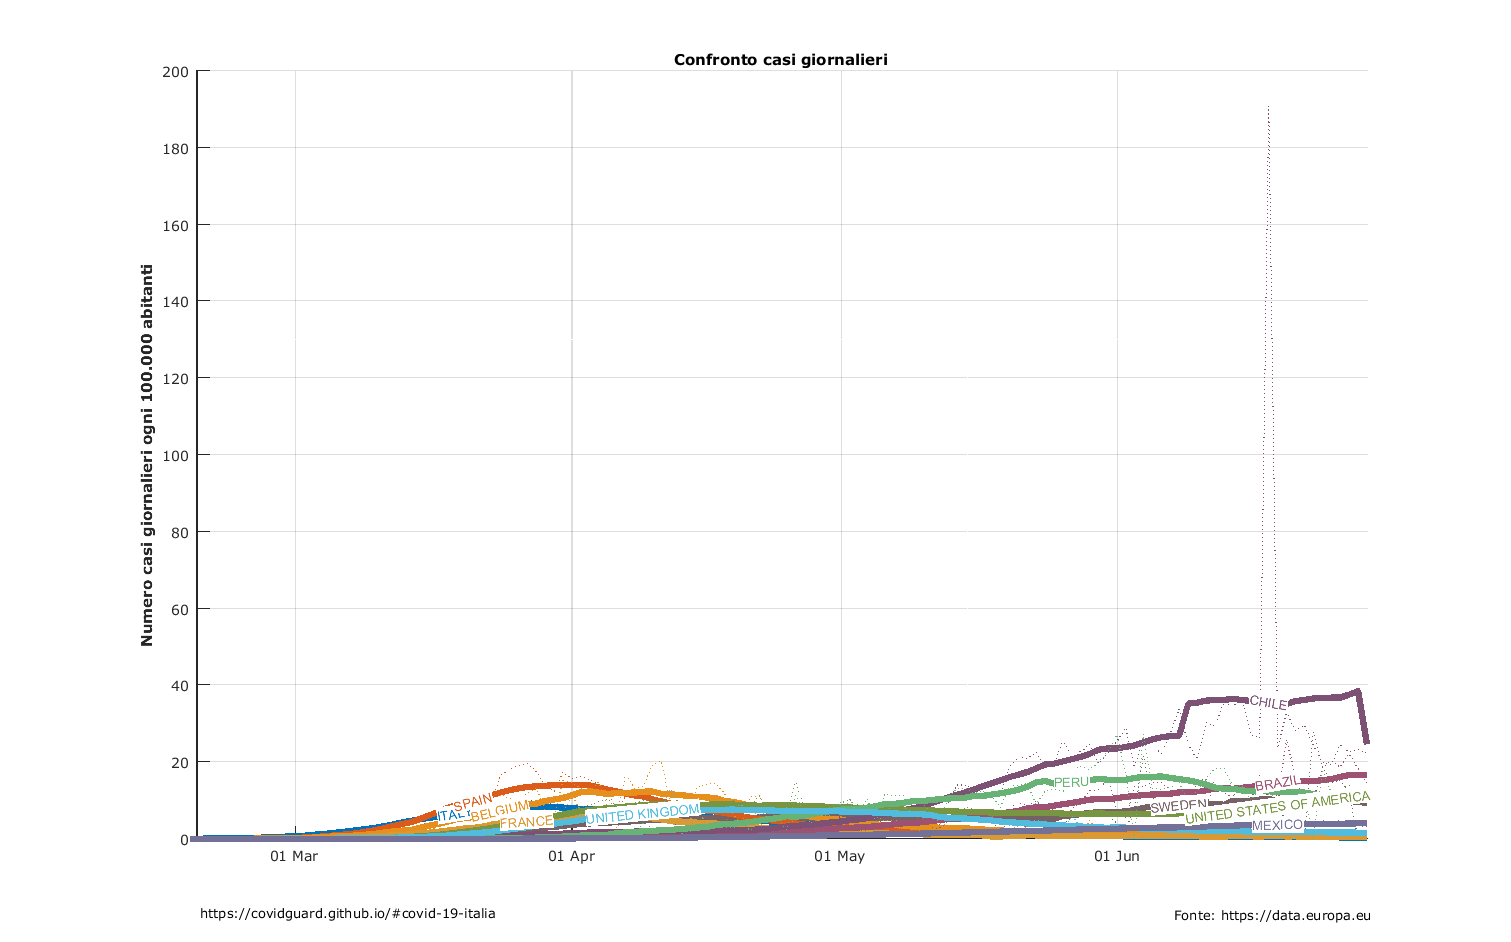 Confronto casi giornalieri
Numero casi giornalieri ogni 100.000 abitanti
200
180
160
140
120
100
80
60
40
20
0
CHILE
PERU
BRAZIL
SPAIN
BELGIUM
SWEDEN
UNITED STATES OF AMERICA
FRANCE
UNITED KINGDOM
MEXICO
01 Mar
01 Apr
01 May
01 Jun
https://covidguard.github.io/#covid-19-italia
Fonte: https://data.europa.eu